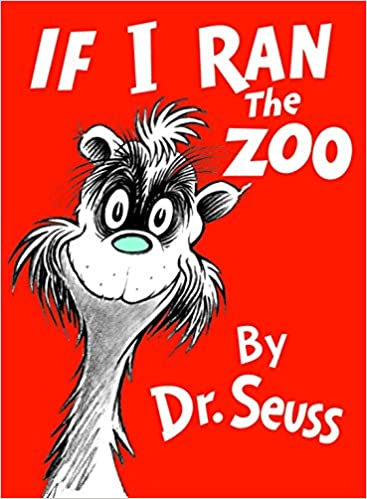 IF I RAN
The
ZOO
By
Dr. Seuss